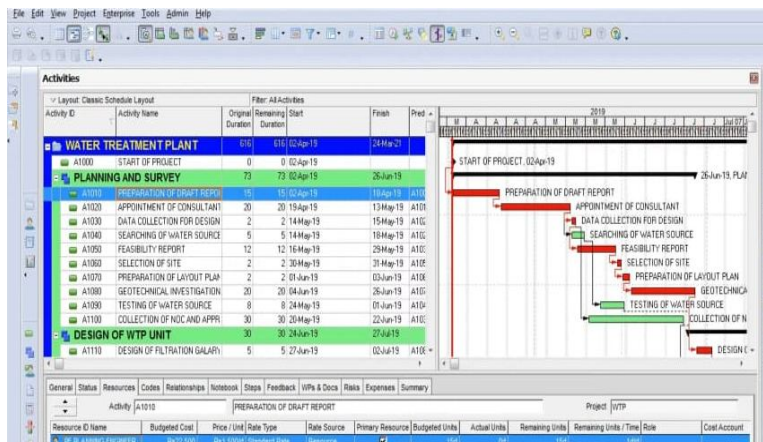 File Edit View Project Enterprise Tools Admin Help
Activities
Layout: Classic Schedule Layout Filter: All Activities
Activity ID Activity Name Original Duration Remaining Duration Start Finish Pred 2019
WATER TREATMENT PLANT 616 616 02-Apr-19 24-Mar-21
A1000 START OF PROJECT 0 0 02-Apr-19 START OF PROJECT, 02-Apr-19
PLANNING AND SURVEY 73 73 02-Apr-19 26-Jun-19 26-Jun-19, PLAN
A1010 PREPARATION OF DRAFT REPO 15 15 02-Apr-19 18-Apr-19 A100 PREPARATION OF DRAFT REPORT
A1020 APPOINTMENT OF CONSULTANT 20 20 19-Apr-19 13-May-19 A101 APPOINTMENT OF CONSULTANT
A1030 DATA COLLECTION FOR DESIGN 2 2 14-May-19 15-May-19 A102 DATA COLLECTION FOR DESIGN
A1040 SEARCHING OF WATER SOURCE 5 5 14-May-19 18-May-19 A102 SEARCHING OF WATER SOURCE
A1050 FEASIBILITY REPORT 12 12 16-May-19 29-May-19 FEASIBILITY REPORT
A1060 SELECTION OF SITE 2 2 30-May-19 31-May-19 SELECTION OF SITE
A1070 PREPARATION OF LAYOUT PLAN 2 2 01-Jun-19 03-Jun-19 PREPARATION OF LAYOUT PLAN
A1080 GEOTECHNICAL INVESTIGATION 20 20 04-Jun-19 26-Jun-19 GEOTECHNICA
A1090 TESTING OF WATER SOURCE 8 8 24-May-19 01-Jun-19 TESTING OF WATER SOURCE
A1100 COLLECTION OF NOC AND APPR 30 30 20-May-19 22-Jun-19 COLLECTION OF N
DESIGN OF WTP UNIT 30 30 24-Jun-19 27-Jul-19
A1110 DESIGN OF FILTRATION GALARY 5 5 27-Jun-19 02-Jul-19 DESIGN
General Status Resources Codes Relationships Notebook Steps Feedback WPs & Docs Risks Expenses Summary
Activity A1010 PREPARATION OF DRAFT REPORT Project WTP
Resource ID Name Budgeted Cost Price / Unit Rate Type Rate Source Primary Resource Budgeted Units Actual Units Remaining Units Remaining Units / Time Role Cost Account